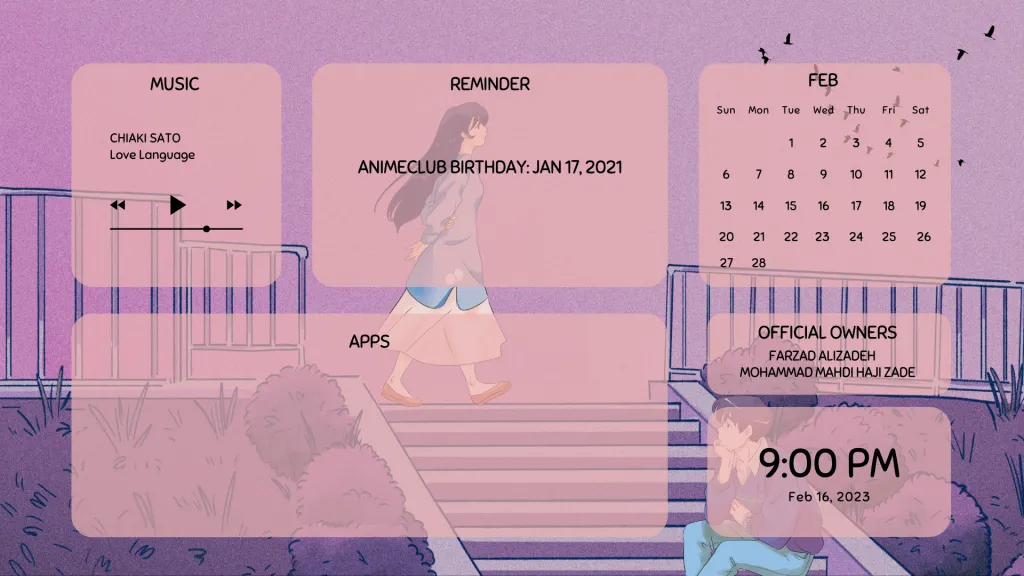 MUSIC
CHIAKI SATO
Love Language
REMINDER
ANIMECLUB BIRTHDAY: JAN 17, 2021
FEB
Sun Mon Tue Wed Thu Fri Sat
1 2 3 4 5
6 7 8 9 10 11 12
13 14 15 16 17 18 19
20 21 22 23 24 25 26
27 28
APPS
OFFICIAL OWNERS
FARZAD ALIZADEH
MOHAMMAD MAHDI HAJI ZADE
9:00 PM
Feb 16, 2023